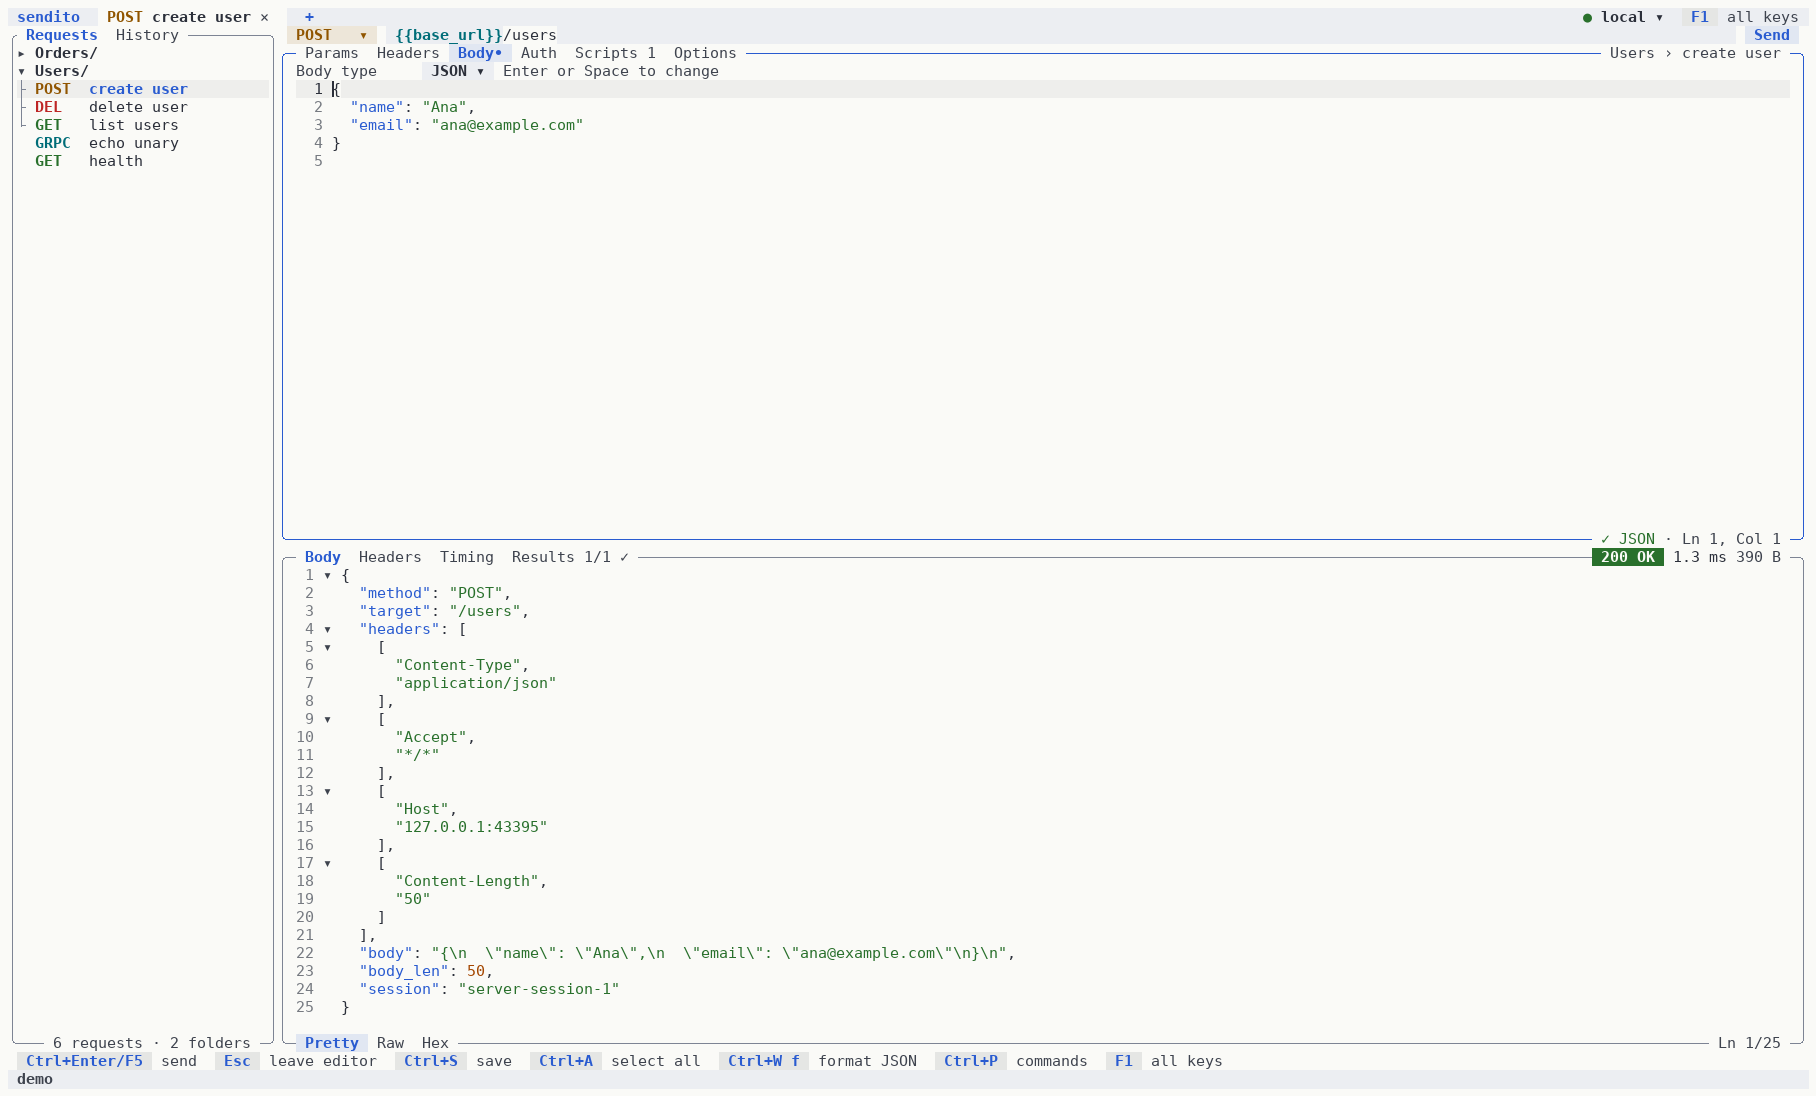 sendito POST create user × + ● local ▾ F1 all keys
Requests History
▸ Orders/
▾ Users/
POST create user
DEL delete user
GET list users
GRPC echo unary
GET health
6 requests · 2 folders
POST ▾ {{base_url}}/users Send
Params Headers Body• Auth Scripts 1 Options Users › create user
Body type JSON ▾ Enter or Space to change
1 {
2 "name": "Ana",
3 "email": "ana@example.com"
4 }
5
✓ JSON · Ln 1, Col 1
Body Headers Timing Results 1/1 ✓ 200 OK 1.3 ms 390 B
1 ▾ {
2 "method": "POST",
3 "target": "/users",
4 ▾ "headers": [
5 ▾ [
6 "Content-Type",
7 "application/json"
8 ],
9 ▾ [
10 "Accept",
11 "*/*"
12 ],
13 ▾ [
14 "Host",
15 "127.0.0.1:43395"
16 ],
17 ▾ [
18 "Content-Length",
19 "50"
20 ]
21 ],
22 "body": "{\n  \"name\": \"Ana\",\n  \"email\": \"ana@example.com\"\n}\n",
23 "body_len": 50,
24 "session": "server-session-1"
25 }
Pretty Raw Hex Ln 1/25
Ctrl+Enter/F5 send Esc leave editor Ctrl+S save Ctrl+A select all Ctrl+W f format JSON Ctrl+P commands F1 all keys
demo